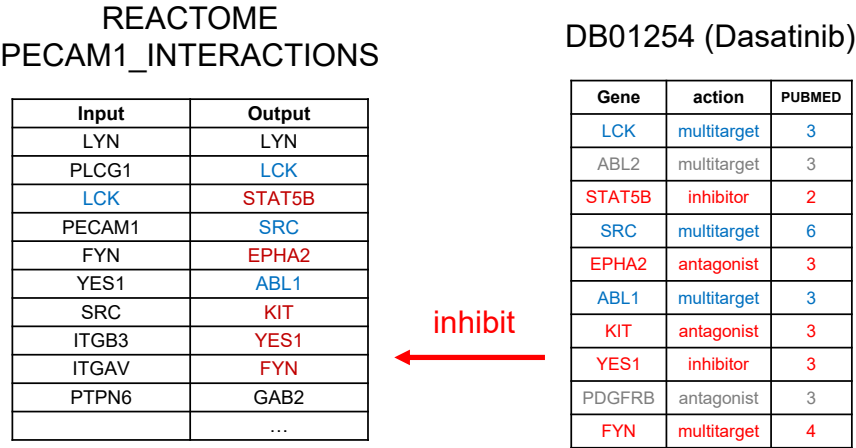 REACTOME
PECAM1_INTERACTIONS
Input Output
LYN LYN
PLCG1 LCK
LCK STAT5B
PECAM1 SRC
FYN EPHA2
YES1 ABL1
SRC KIT
ITGB3 YES1
ITGAV FYN
PTPN6 GAB2
…
inhibit
DB01254 (Dasatinib)
Gene action PUBMED
LCK multitarget 3
ABL2 multitarget 3
STAT5B inhibitor 2
SRC multitarget 6
EPHA2 antagonist 3
ABL1 multitarget 3
KIT antagonist 3
YES1 inhibitor 3
PDGFRB antagonist 3
FYN multitarget 4